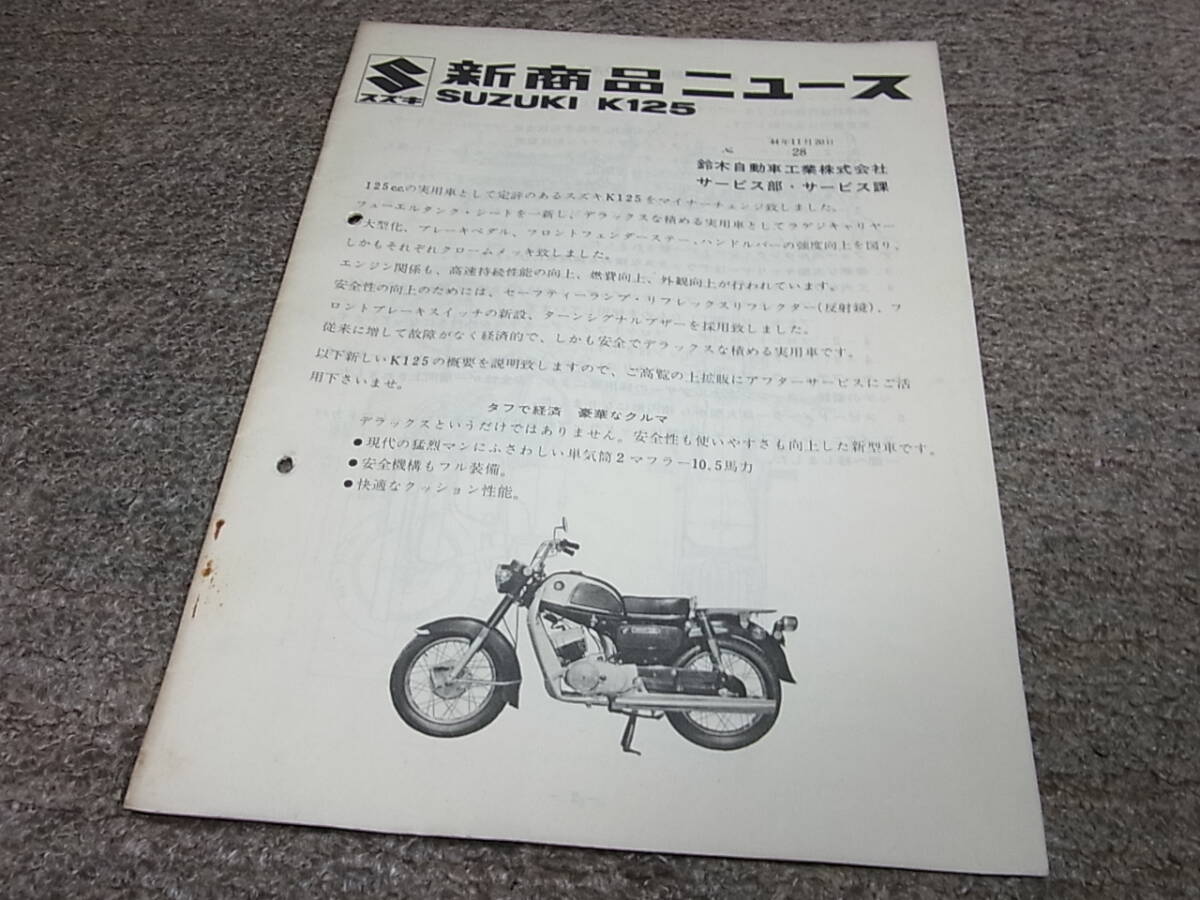 スズキ
新商品ニュース
SUZUKI K125
44年11月20日
№ 28
鈴木自動車工業株式会社
サービス部・サービス課
125ccの実用車として定評のあるスズキK125をマイナーチェンジ致しました。
フューエルタンク・シートを一新し、デラックスな積める実用車としてラデジキャリヤー
大型化、ブレーキペダル、フロントフェンダーステー、ハンドルバーの強度向上を図り、
しかもそれぞれクロームメッキ致しました。
エンジン関係も、高速持続性能の向上、燃費向上、外観向上が行われています。
安全性の向上のためには、セーフティーランプ・リフレックスリフレクター(反射鏡)、フ
ロントブレーキスイッチの新設、ターンシグナルブザーを採用致しました。
従来に増して故障がなく経済的で、しかも安全でデラックスな積める実用車です。
以下新しいK125の概要を説明致しますので、ご高覧の上拡販にアフターサービスにご活
用下さいませ。
タフで経済 豪華なクルマ
デラックスというだけではありません。安全性も使いやすさも向上した新型車です。
●現代の猛烈マンにふさわしい単気筒2マフラー10.5馬力
●安全機構もフル装備。
●快適なクッション性能。